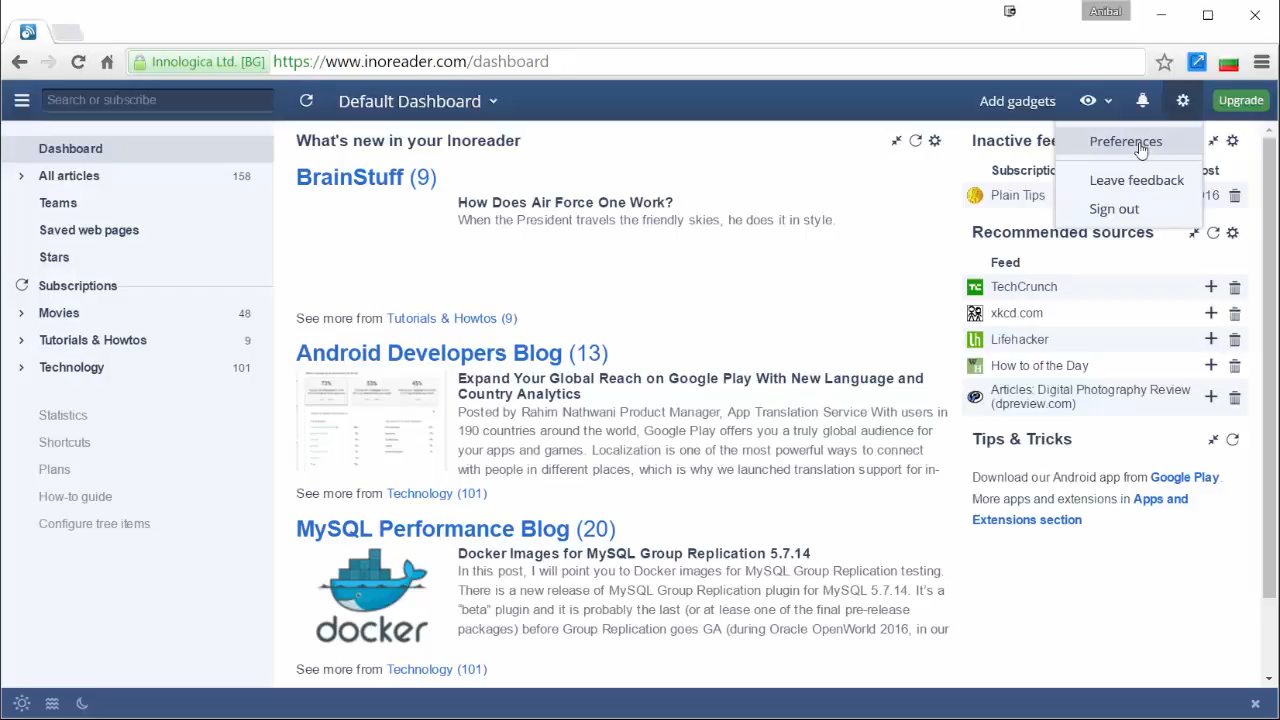 Anibal
Innologica Ltd. [BG]
https://www.inoreader.com/dashboard
Search or subscribe
Default Dashboard
Add gadgets
Upgrade
Preferences
Leave feedback
Sign out
Dashboard
All articles 158
Teams
Saved web pages
Stars
Subscriptions
Movies 48
Tutorials & Howtos 9
Technology 101
Statistics
Shortcuts
Plans
How-to guide
Configure tree items
What's new in your Inoreader
BrainStuff (9)
How Does Air Force One Work?
When the President travels the friendly skies, he does it in style.
See more from Tutorials & Howtos (9)
Android Developers Blog (13)
73% 53% 45%
Expand Your Global Reach on Google Play With New Language and
Country Analytics
Posted by Rahim Nathwani Product Manager, App Translation Service With users in
190 countries around the world, Google Play offers you a truly global audience for
your apps and games. Localization is one of the most powerful ways to connect
with people in different places, which is why we launched translation support for in-
See more from Technology (101)
MySQL Performance Blog (20)
docker
Docker Images for MySQL Group Replication 5.7.14
In this post, I will point you to Docker images for MySQL Group Replication testing.
There is a new release of MySQL Group Replication plugin for MySQL 5.7.14. It's a
"beta" plugin and it is probably the last (or at lease one of the final pre-release
packages) before Group Replication goes GA (during Oracle OpenWorld 2016, in our
See more from Technology (101)
Inactive fe
Subscriptio ost
Plain Tips 16
Recommended sources
Feed
TechCrunch
xkcd.com
Lifehacker
How to of the Day
Articles: Digital Photography Review
(dpreview.com)
Tips & Tricks
Download our Android app from Google Play.
More apps and extensions in Apps and
Extensions section